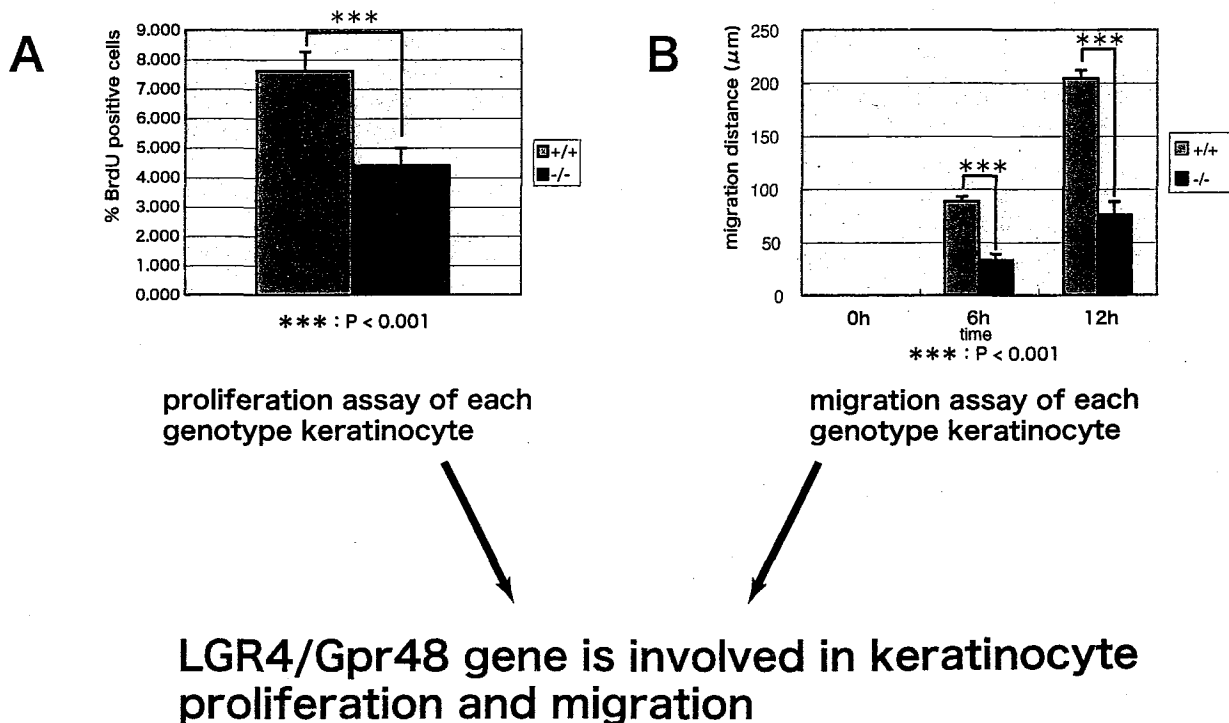 A
% BrdU positive cells
9.000
8.000
7.000
6.000
5.000
4.000
3.000
2.000
1.000
0.000
***
+/+
-/-
*** : P < 0.001
proliferation assay of each
genotype keratinocyte
B
migration distance (μm)
250
200
150
100
50
0
***
***
0h
6h
12h
time
+/+
-/-
*** : P < 0.001
migration assay of each
genotype keratinocyte
LGR4/Gpr48 gene is involved in keratinocyte
proliferation and migration